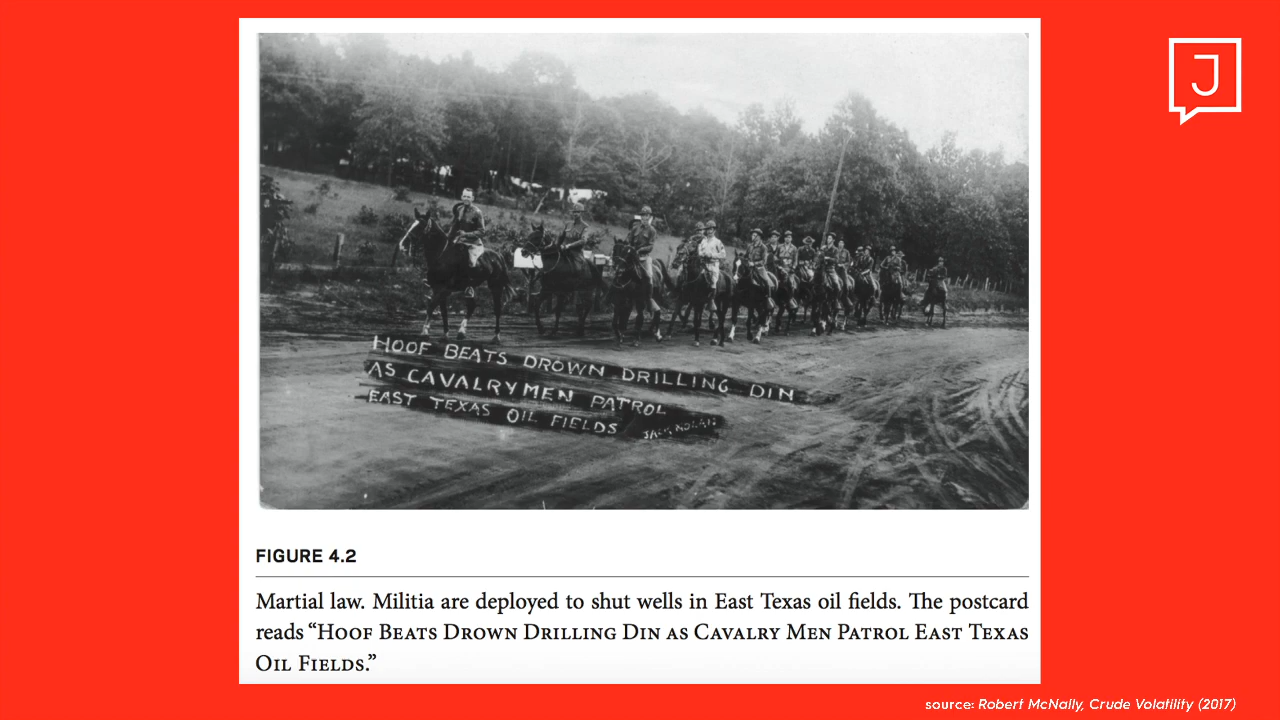 J
HOOF BEATS DROWN DRILLING DIN
AS CAVALRYMEN PATROL
EAST TEXAS OIL FIELDS JACK NOLAN
FIGURE 4.2
Martial law. Militia are deployed to shut wells in East Texas oil fields. The postcard
reads “Hoof Beats Drown Drilling Din as Cavalry Men Patrol East Texas
Oil Fields.”
source: Robert McNally, Crude Volatility (2017)